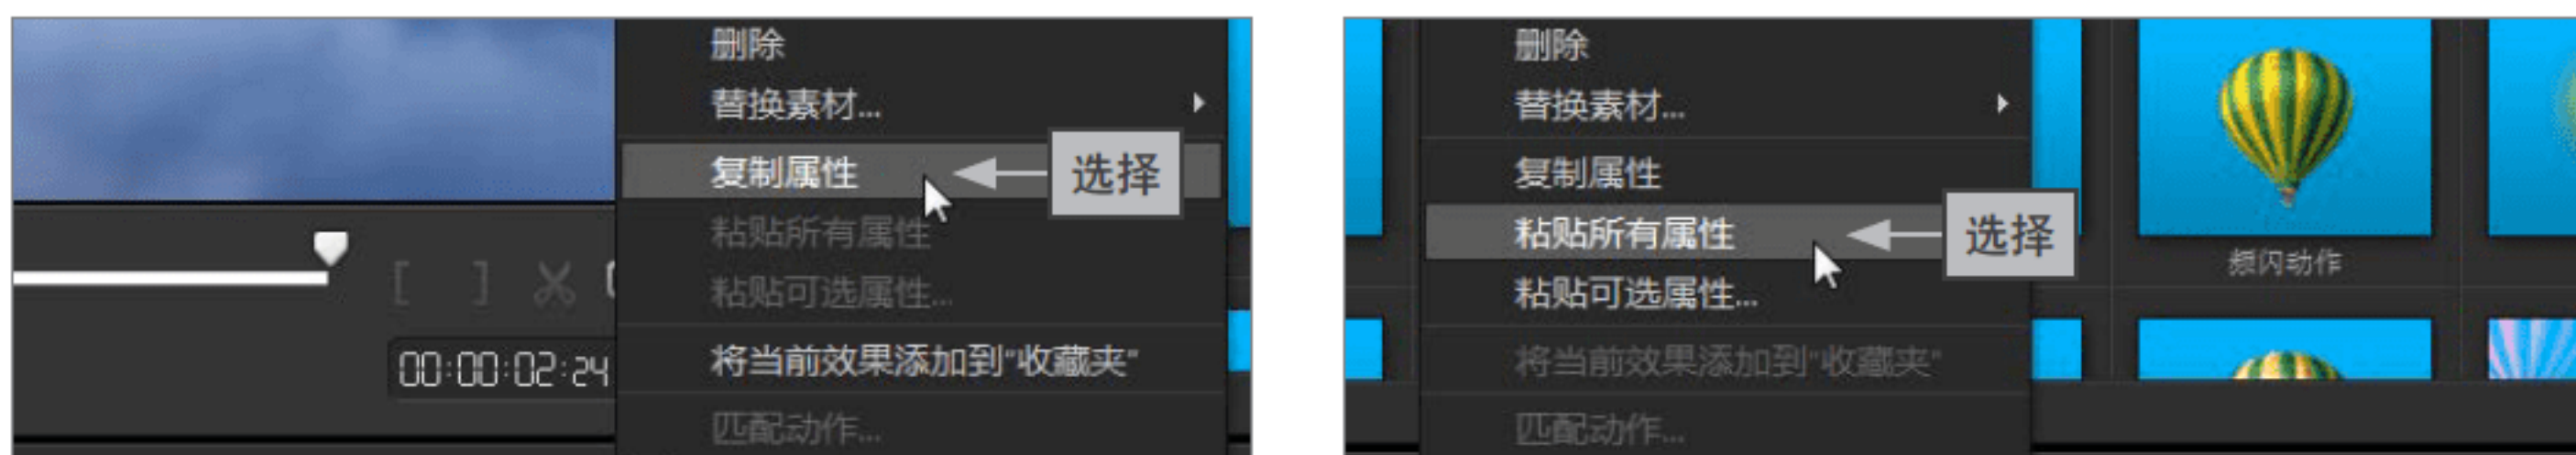 删除
替换素材...
复制属性
选择
粘贴所有属性
粘贴可选属性...
00:00:02:24
将当前效果添加到"收藏夹"
匹配动作...
删除
替换素材...
复制属性
粘贴所有属性
选择
频闪动作
粘贴可选属性...
将当前效果添加到"收藏夹"
匹配动作...